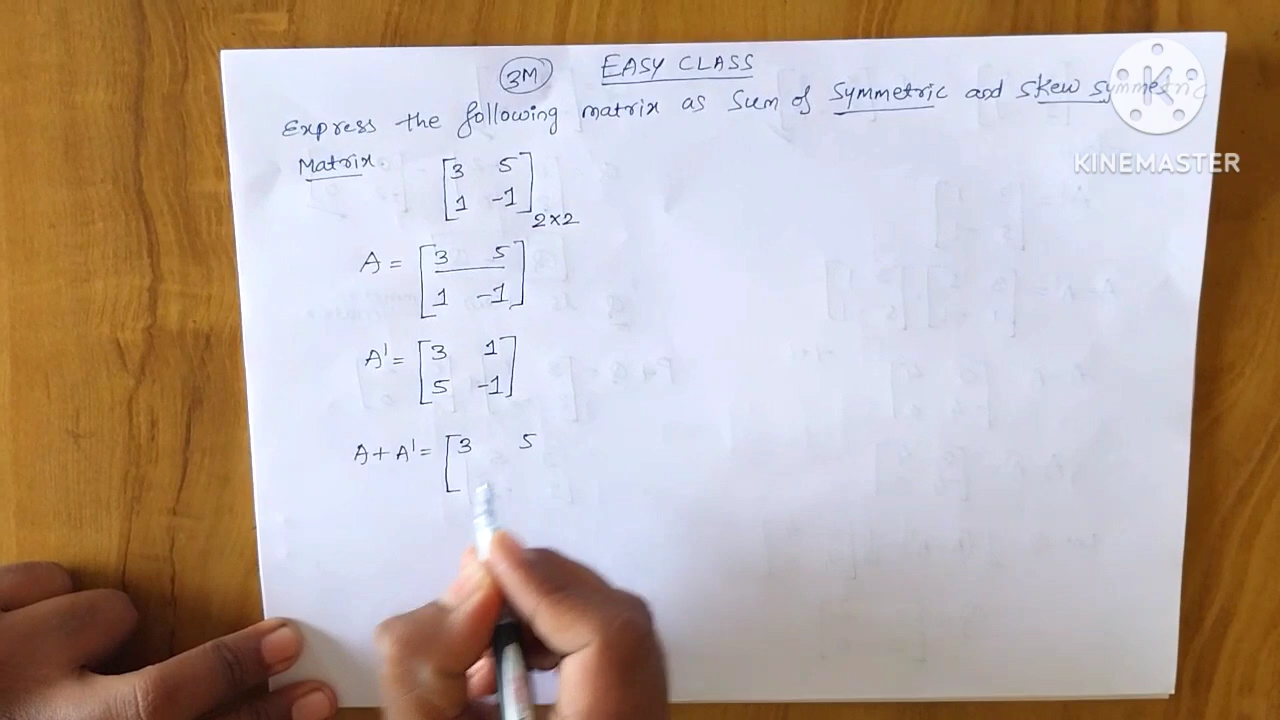 3M EASY CLASS
Express the following matrix as Sum of Symmetric and Skew Symmetric
Matrix.
[3 5
1 -1] 2×2
A = [3 5
1 -1]
A' = [3 1
5 -1]
A + A' = [3 5
K
KINEMASTER